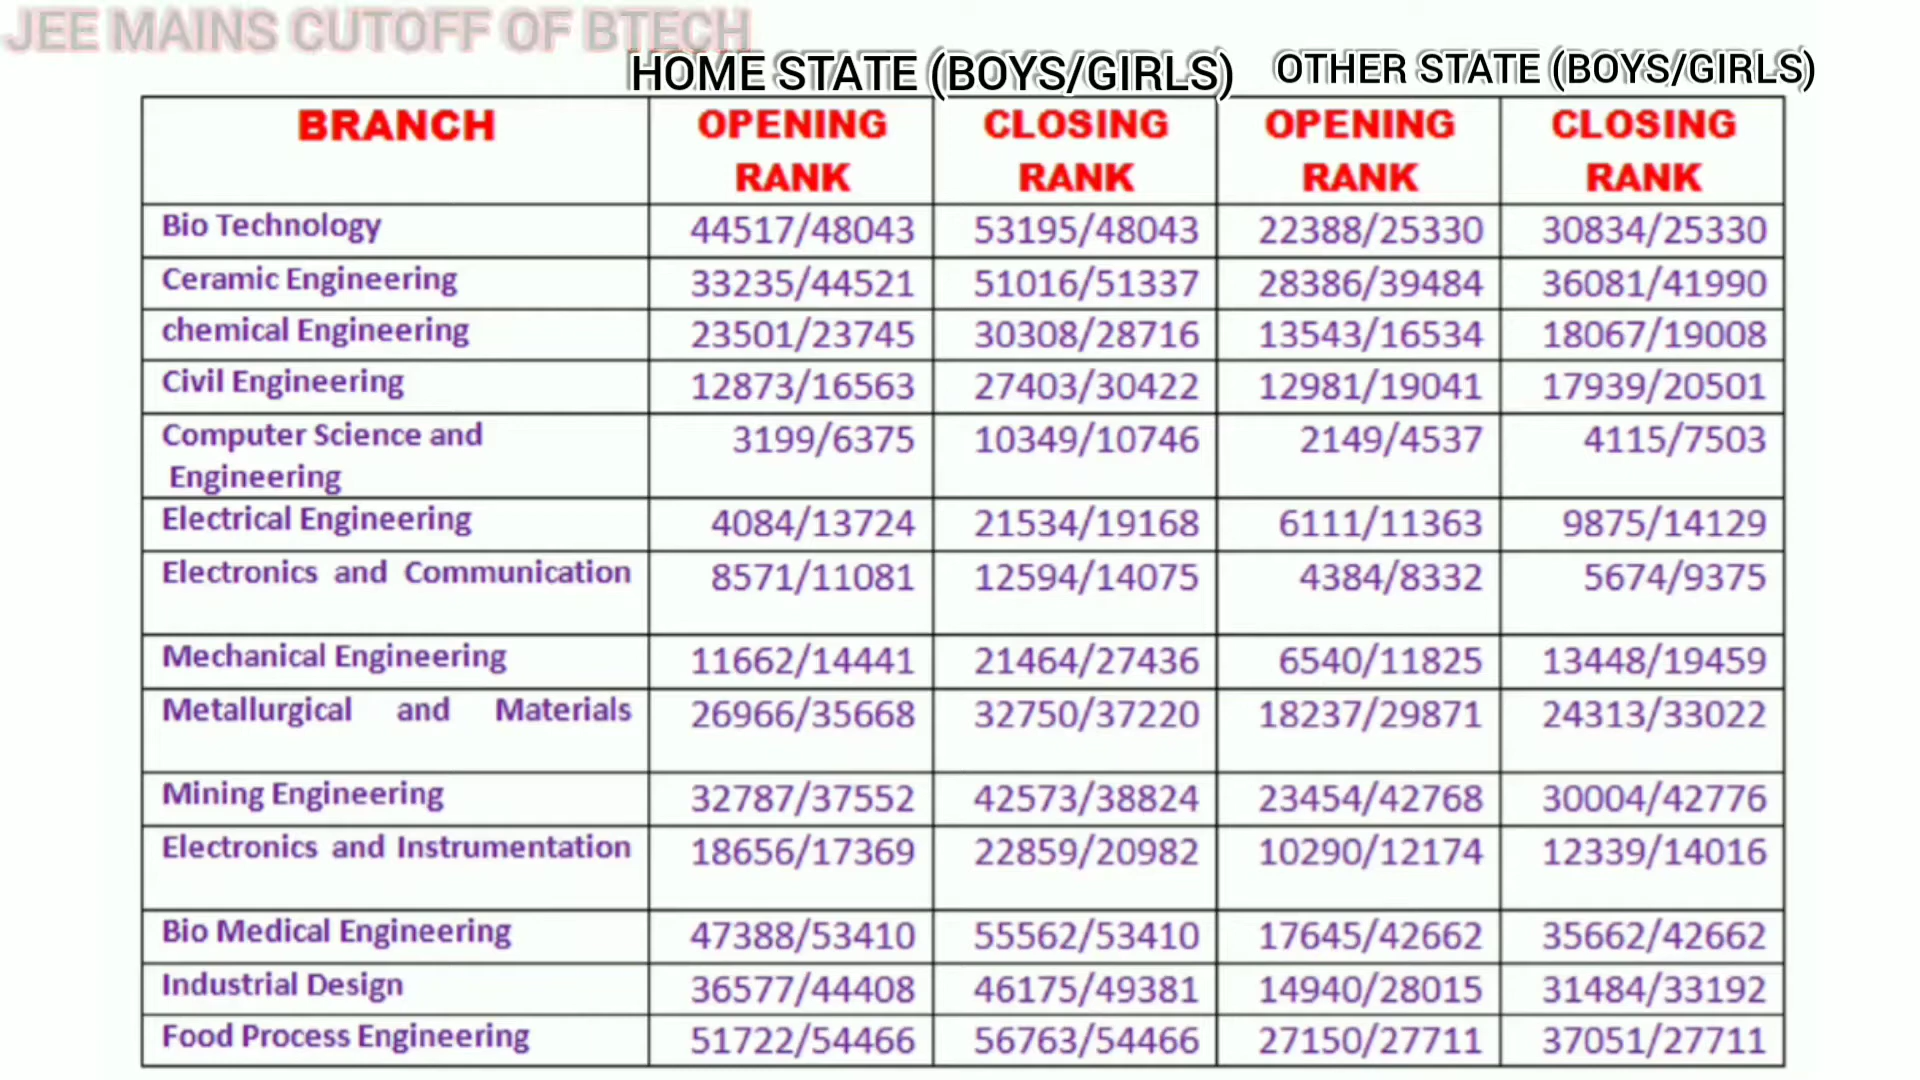 JEE MAINS CUTOFF OF BTECH
HOME STATE (BOYS/GIRLS) OTHER STATE (BOYS/GIRLS)
BRANCH OPENING RANK CLOSING RANK OPENING RANK CLOSING RANK
Bio Technology 44517/48043 53195/48043 22388/25330 30834/25330
Ceramic Engineering 33235/44521 51016/51337 28386/39484 36081/41990
chemical Engineering 23501/23745 30308/28716 13543/16534 18067/19008
Civil Engineering 12873/16563 27403/30422 12981/19041 17939/20501
Computer Science and Engineering 3199/6375 10349/10746 2149/4537 4115/7503
Electrical Engineering 4084/13724 21534/19168 6111/11363 9875/14129
Electronics and Communication 8571/11081 12594/14075 4384/8332 5674/9375
Mechanical Engineering 11662/14441 21464/27436 6540/11825 13448/19459
Metallurgical and Materials 26966/35668 32750/37220 18237/29871 24313/33022
Mining Engineering 32787/37552 42573/38824 23454/42768 30004/42776
Electronics and Instrumentation 18656/17369 22859/20982 10290/12174 12339/14016
Bio Medical Engineering 47388/53410 55562/53410 17645/42662 35662/42662
Industrial Design 36577/44408 46175/49381 14940/28015 31484/33192
Food Process Engineering 51722/54466 56763/54466 27150/27711 37051/27711